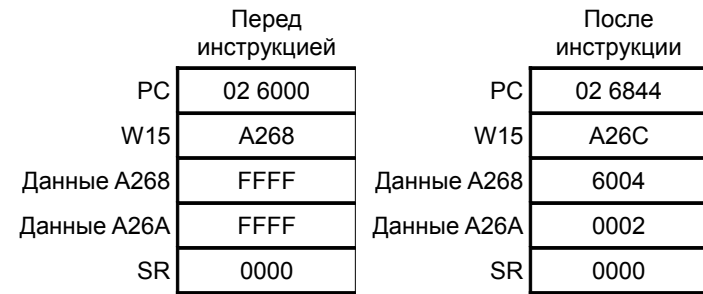 Перед инструкцией
После инструкции
PC 02 6000 PC 02 6844
W15 A268 W15 A26C
Данные A268 FFFF Данные A268 6004
Данные A26A FFFF Данные A26A 0002
SR 0000 SR 0000